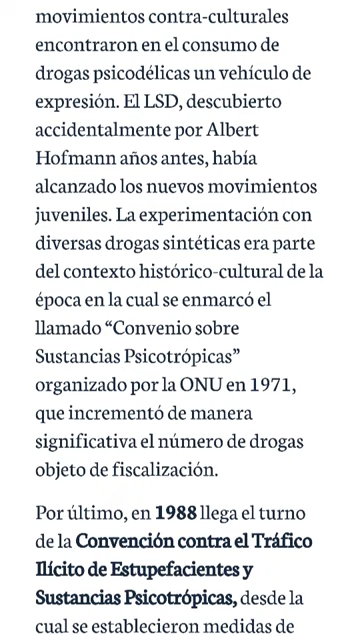 movimientos contra-culturales
encontraron en el consumo de
drogas psicodélicas un vehículo de
expresión. El LSD, descubierto
accidentalmente por Albert
Hofmann años antes, había
alcanzado los nuevos movimientos
juveniles. La experimentación con
diversas drogas sintéticas era parte
del contexto histórico-cultural de la
época en la cual se enmarcó el
llamado “Convenio sobre
Sustancias Psicotrópicas”
organizado por la ONU en 1971,
que incrementó de manera
significativa el número de drogas
objeto de fiscalización.
Por último, en 1988 llega el turno
de la Convención contra el Tráfico
Ilícito de Estupefacientes y
Sustancias Psicotrópicas, desde la
cual se establecieron medidas de